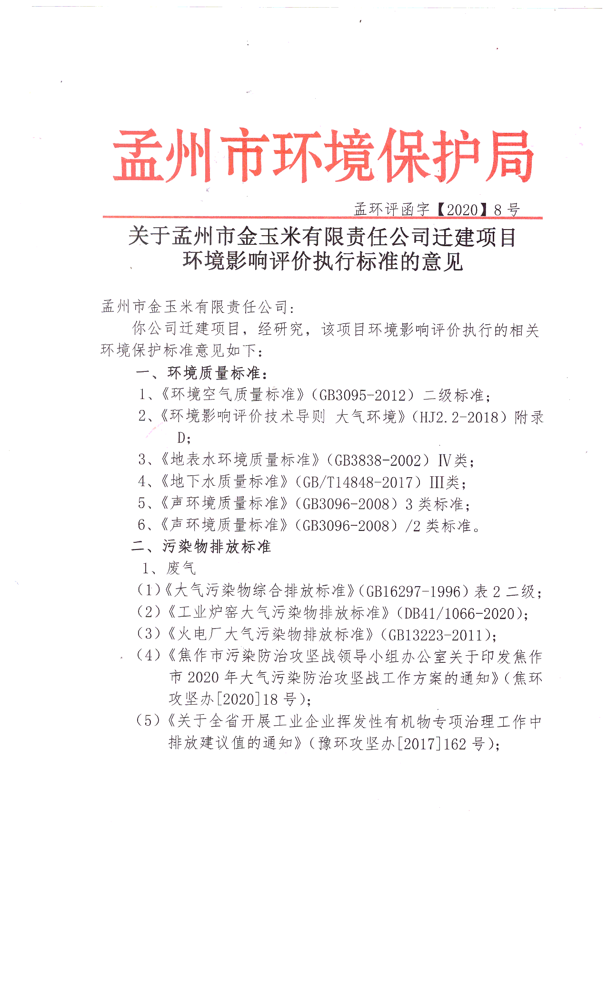 孟州市环境保护局
孟环评函字【2020】8号
关于孟州市金玉米有限责任公司迁建项目
环境影响评价执行标准的意见
孟州市金玉米有限责任公司:
你公司迁建项目，经研究，该项目环境影响评价执行的相关
环境保护标准意见如下:
一、环境质量标准:
1、《环境空气质量标准》（GB3095-2012）二级标准;
2、《环境影响评价技术导则 大气环境》（HJ2.2-2018）附录
D;
3、《地表水环境质量标准》（GB3838-2002）Ⅳ类;
4、《地下水质量标准》（GB/T14848-2017）Ⅲ类;
5、《声环境质量标准》（GB3096-2008）3类标准;
6、《声环境质量标准》（GB3096-2008）/2类标准。
二、污染物排放标准
1、废气
（1）《大气污染物综合排放标准》（GB16297-1996）表2二级;
（2）《工业炉窑大气污染物排放标准》（DB41/1066-2020）;
（3）《火电厂大气污染物排放标准》（GB13223-2011）;
（4）《焦作市污染防治攻坚战领导小组办公室关于印发焦作
市2020年大气污染防治攻坚战工作方案的通知》（焦环
攻坚办[2020]18号）;
（5）《关于全省开展工业企业挥发性有机物专项治理工作中
排放建议值的通知》（豫环攻坚办[2017]162号）;